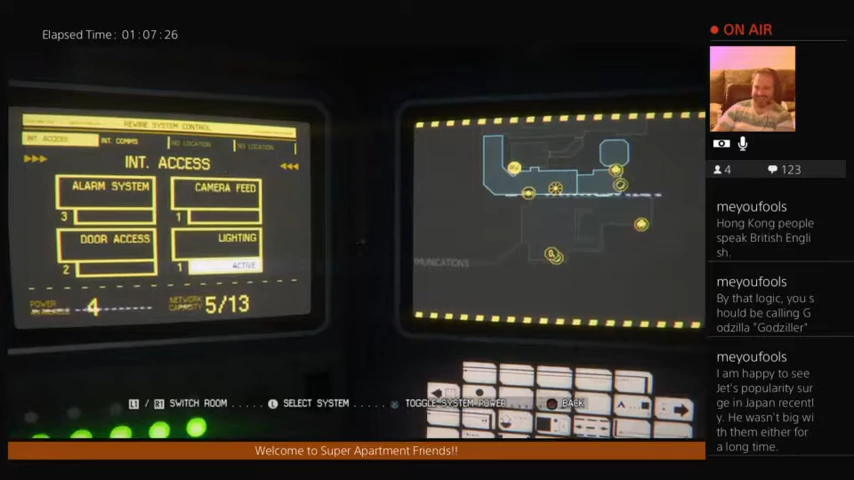 Elapsed Time : 01:07:26
ON AIR
REWIRE SYSTEM CONTROL
INT. ACCESS
INT. COMMS
NO LOCATION
NO LOCATION
INT. ACCESS
ALARM SYSTEM
3
CAMERA FEED
1
DOOR ACCESS
2
LIGHTING
1
ACTIVE
POWER
4
NETWORK
CAPACITY
5/13
MUNICATIONS
L1 / R1 SWITCH ROOM.....L SELECT SYSTEM.....X TOGGLE SYSTEM POWER BACK
Welcome to Super Apartment Friends!!
4
123
meyoufools
Hong Kong people
speak British Engli
sh.
meyoufools
By that logic, you s
hould be calling G
odzilla "Godziller"
meyoufools
I am happy to see
Jet's popularity sur
ge in Japan recentl
y. He wasn't big wi
th them either for
a long time.